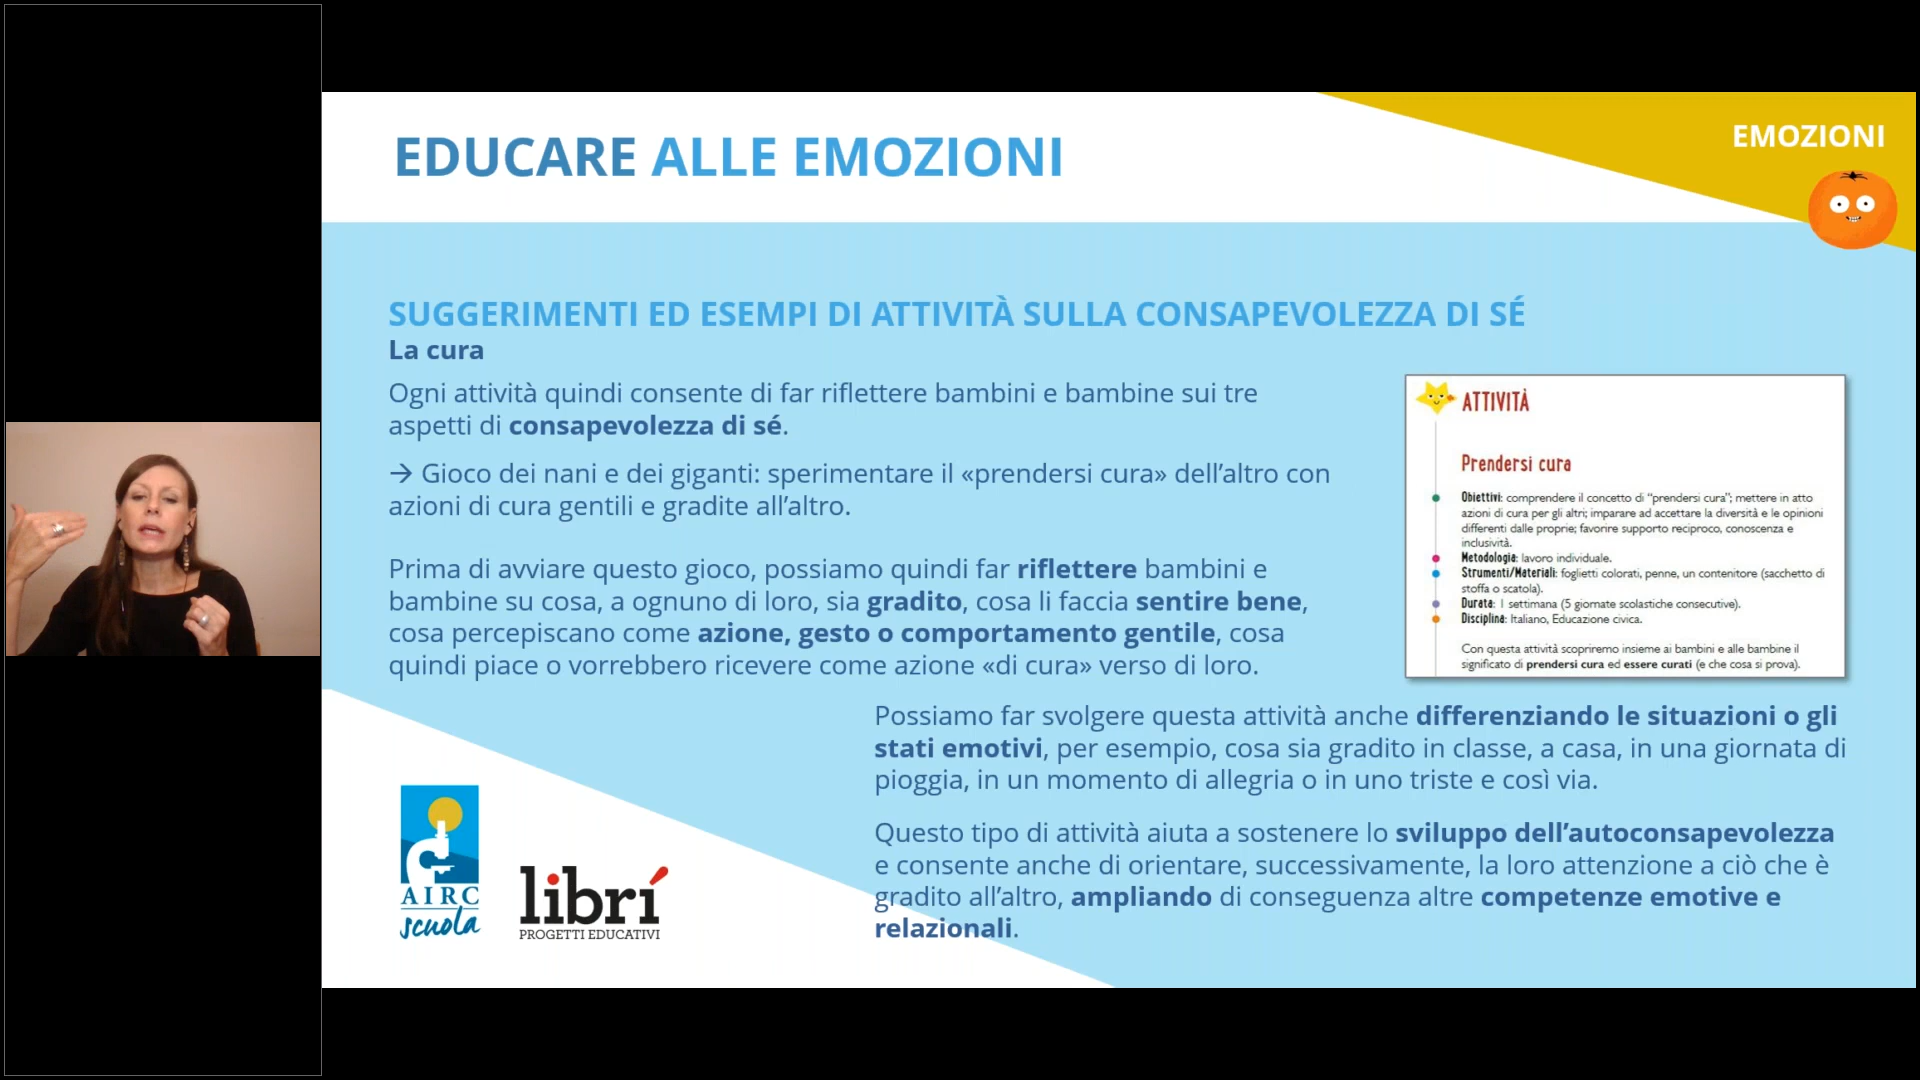 EDUCARE ALLE EMOZIONI
EMOZIONI
SUGGERIMENTI ED ESEMPI DI ATTIVITÀ SULLA CONSAPEVOLEZZA DI SÉ
La cura
Ogni attività quindi consente di far riflettere bambini e bambine sui tre
aspetti di consapevolezza di sé.
→ Gioco dei nani e dei giganti: sperimentare il «prendersi cura» dell’altro con
azioni di cura gentili e gradite all’altro.
Prima di avviare questo gioco, possiamo quindi far riflettere bambini e
bambine su cosa, a ognuno di loro, sia gradito, cosa li faccia sentire bene,
cosa percepiscano come azione, gesto o comportamento gentile, cosa
quindi piace o vorrebbero ricevere come azione «di cura» verso di loro.
ATTIVITÀ
Prendersi cura
Obiettivi: comprendere il concetto di “prendersi cura”; mettere in atto
azioni di cura per gli altri; imparare ad accettare la diversità e le opinioni
differenti dalle proprie; favorire supporto reciproco, conoscenza e
inclusività.
Metodologia: lavoro individuale.
Strumenti/Materiali: foglietti colorati, penne, un contenitore (sacchetto di
stoffa o scatola).
Durata: 1 settimana (5 giornate scolastiche consecutive).
Disciplina: Italiano, Educazione civica.
Con questa attività scopriremo insieme ai bambini e alle bambine il
significato di prendersi cura ed essere curati (e che cosa si prova).
Possiamo far svolgere questa attività anche differenziando le situazioni o gli
stati emotivi, per esempio, cosa sia gradito in classe, a casa, in una giornata di
pioggia, in un momento di allegria o in uno triste e così via.
Questo tipo di attività aiuta a sostenere lo sviluppo dell’autoconsapevolezza
e consente anche di orientare, successivamente, la loro attenzione a ciò che è
gradito all’altro, ampliando di conseguenza altre competenze emotive e
relazionali.
AIRC
scuola
librí
PROGETTI EDUCATIVI